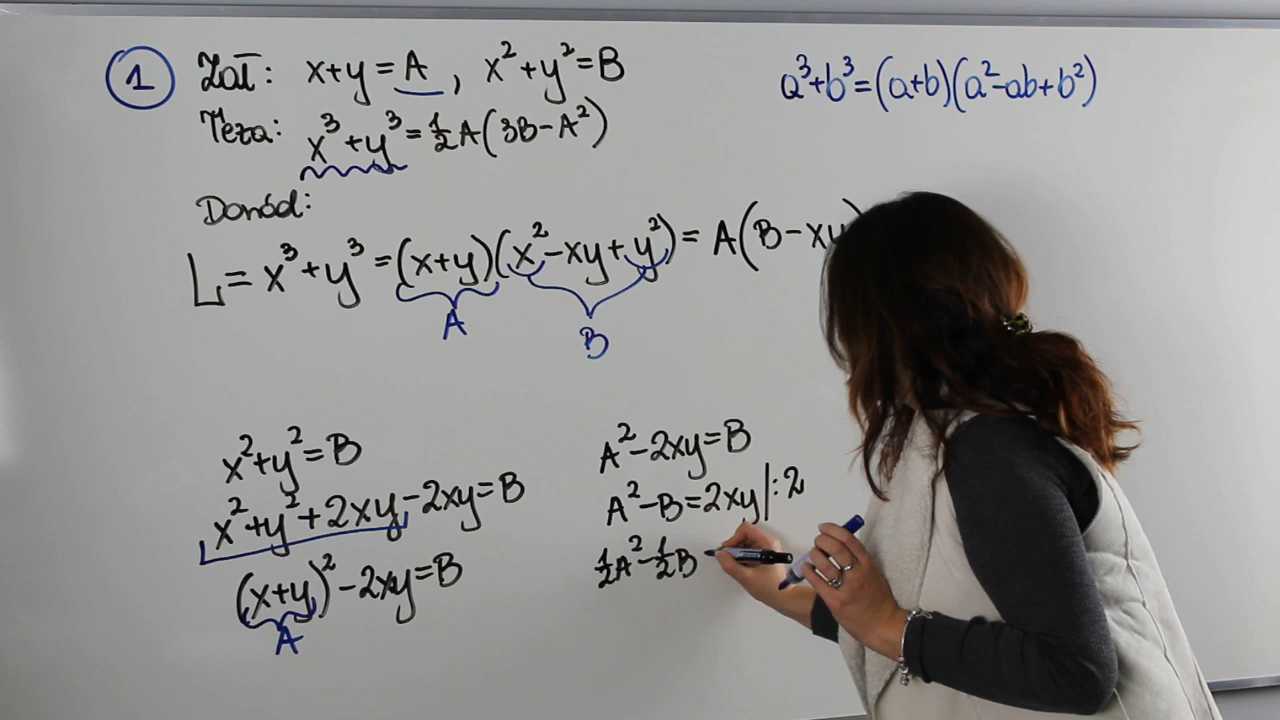 1 Zał: x+y=A, x²+y²=B
a³+b³=(a+b)(a²-ab+b²)
Teza: x³+y³=½A(3B-A²)
Dowód:
L=x³+y³=(x+y)(x²-xy+y²)=A(B-xy)
A
B
x²+y²=B
x²+y²+2xy-2xy=B
(x+y)²-2xy=B
A
A²-2xy=B
A²-B=2xy|:2
½A²-½B